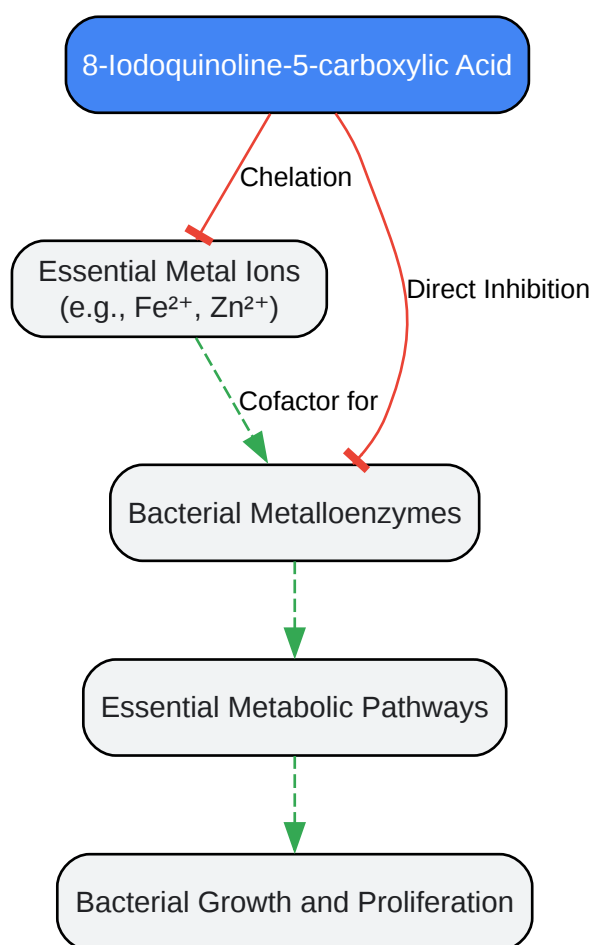 8-Iodoquinoline-5-carboxylic Acid
Chelation
Essential Metal Ions
(e.g., Fe²⁺, Zn²⁺)
Direct Inhibition
Cofactor for
Bacterial Metalloenzymes
Essential Metabolic Pathways
Bacterial Growth and Proliferation